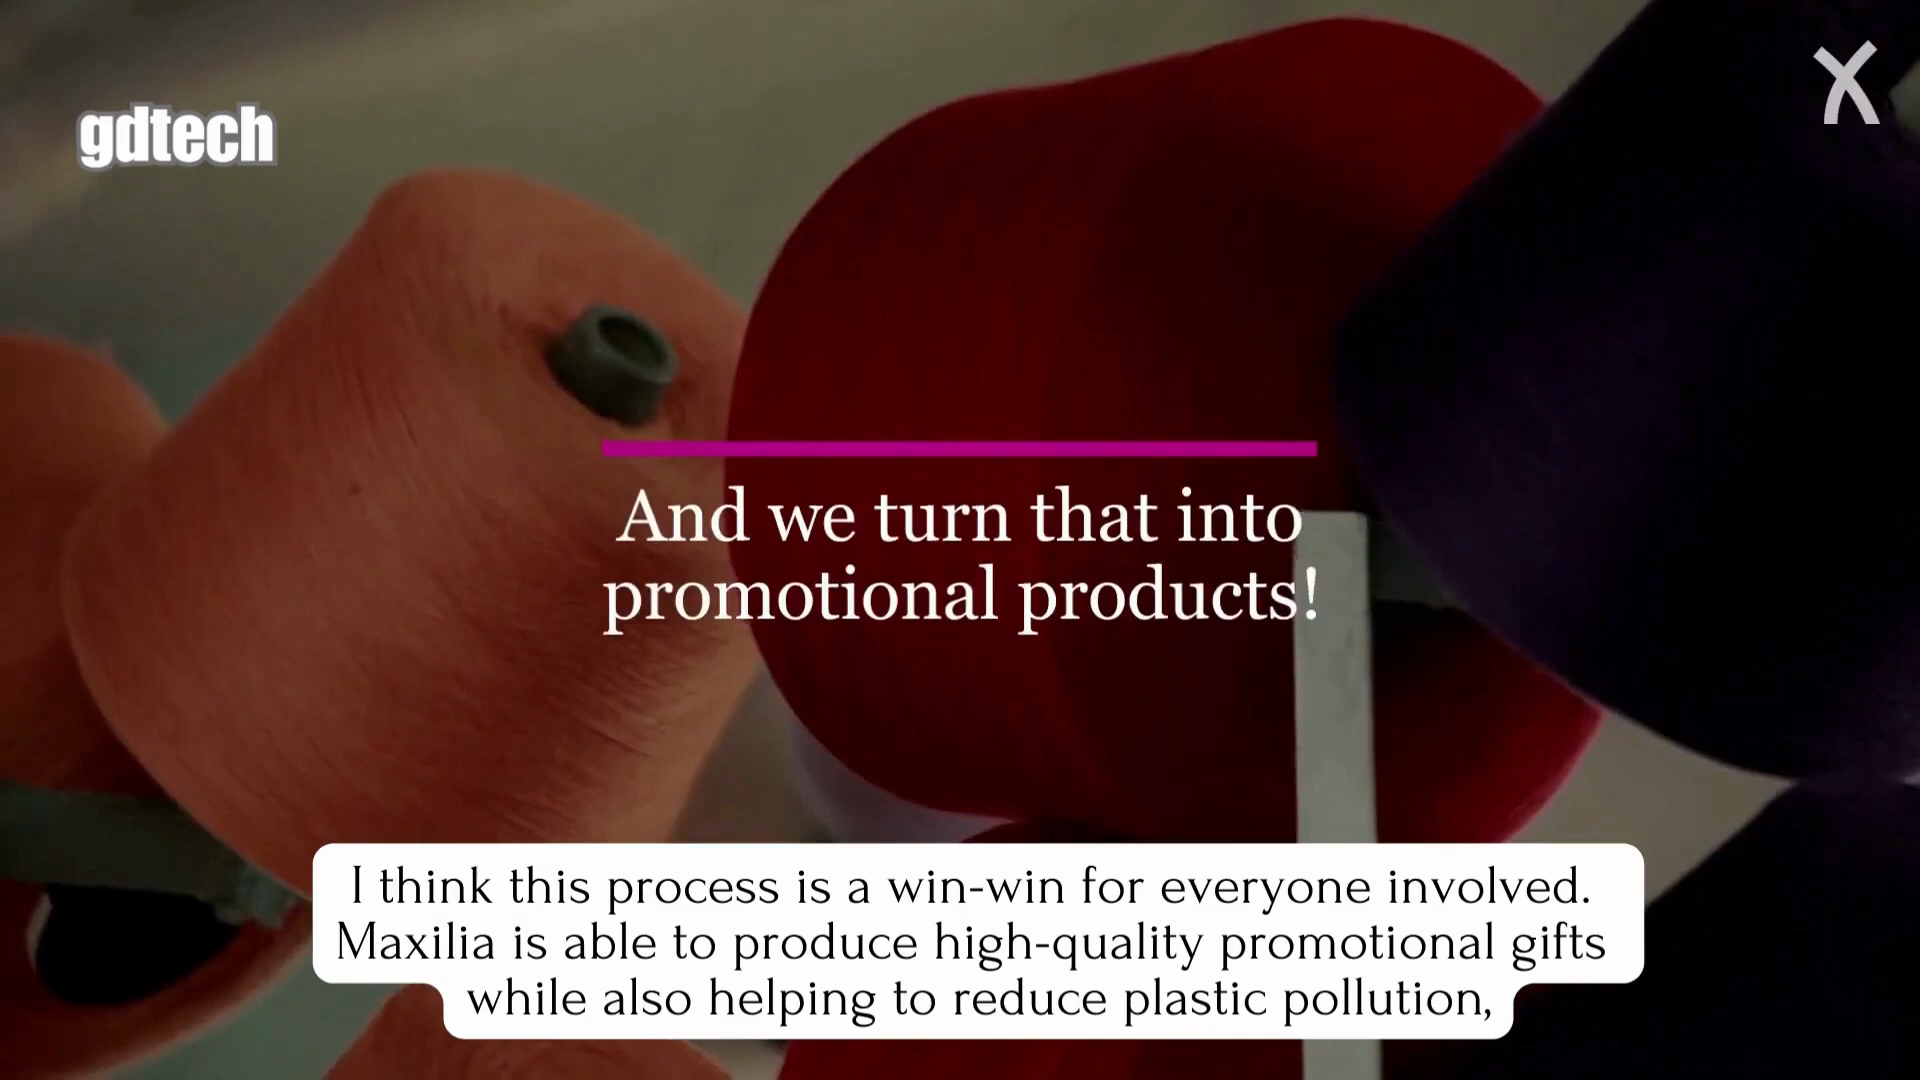 gdtech
And we turn that into
promotional products!
I think this process is a win-win for everyone involved.
Maxilia is able to produce high-quality promotional gifts
while also helping to reduce plastic pollution,